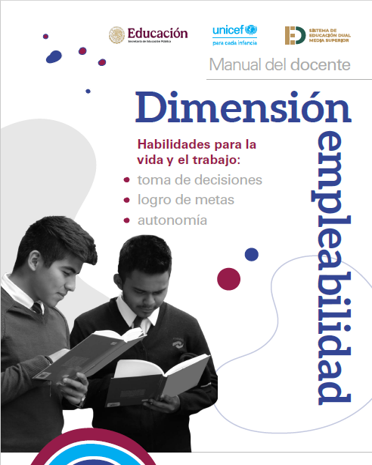 Educación
Secretaría de Educación Pública
unicef
para cada infancia
SISTEMA DE
EDUCACIÓN DUAL
MEDIA SUPERIOR
Manual del docente
Dimensión
empleabilidad
Habilidades para la
vida y el trabajo:
toma de decisiones
logro de metas
autonomía